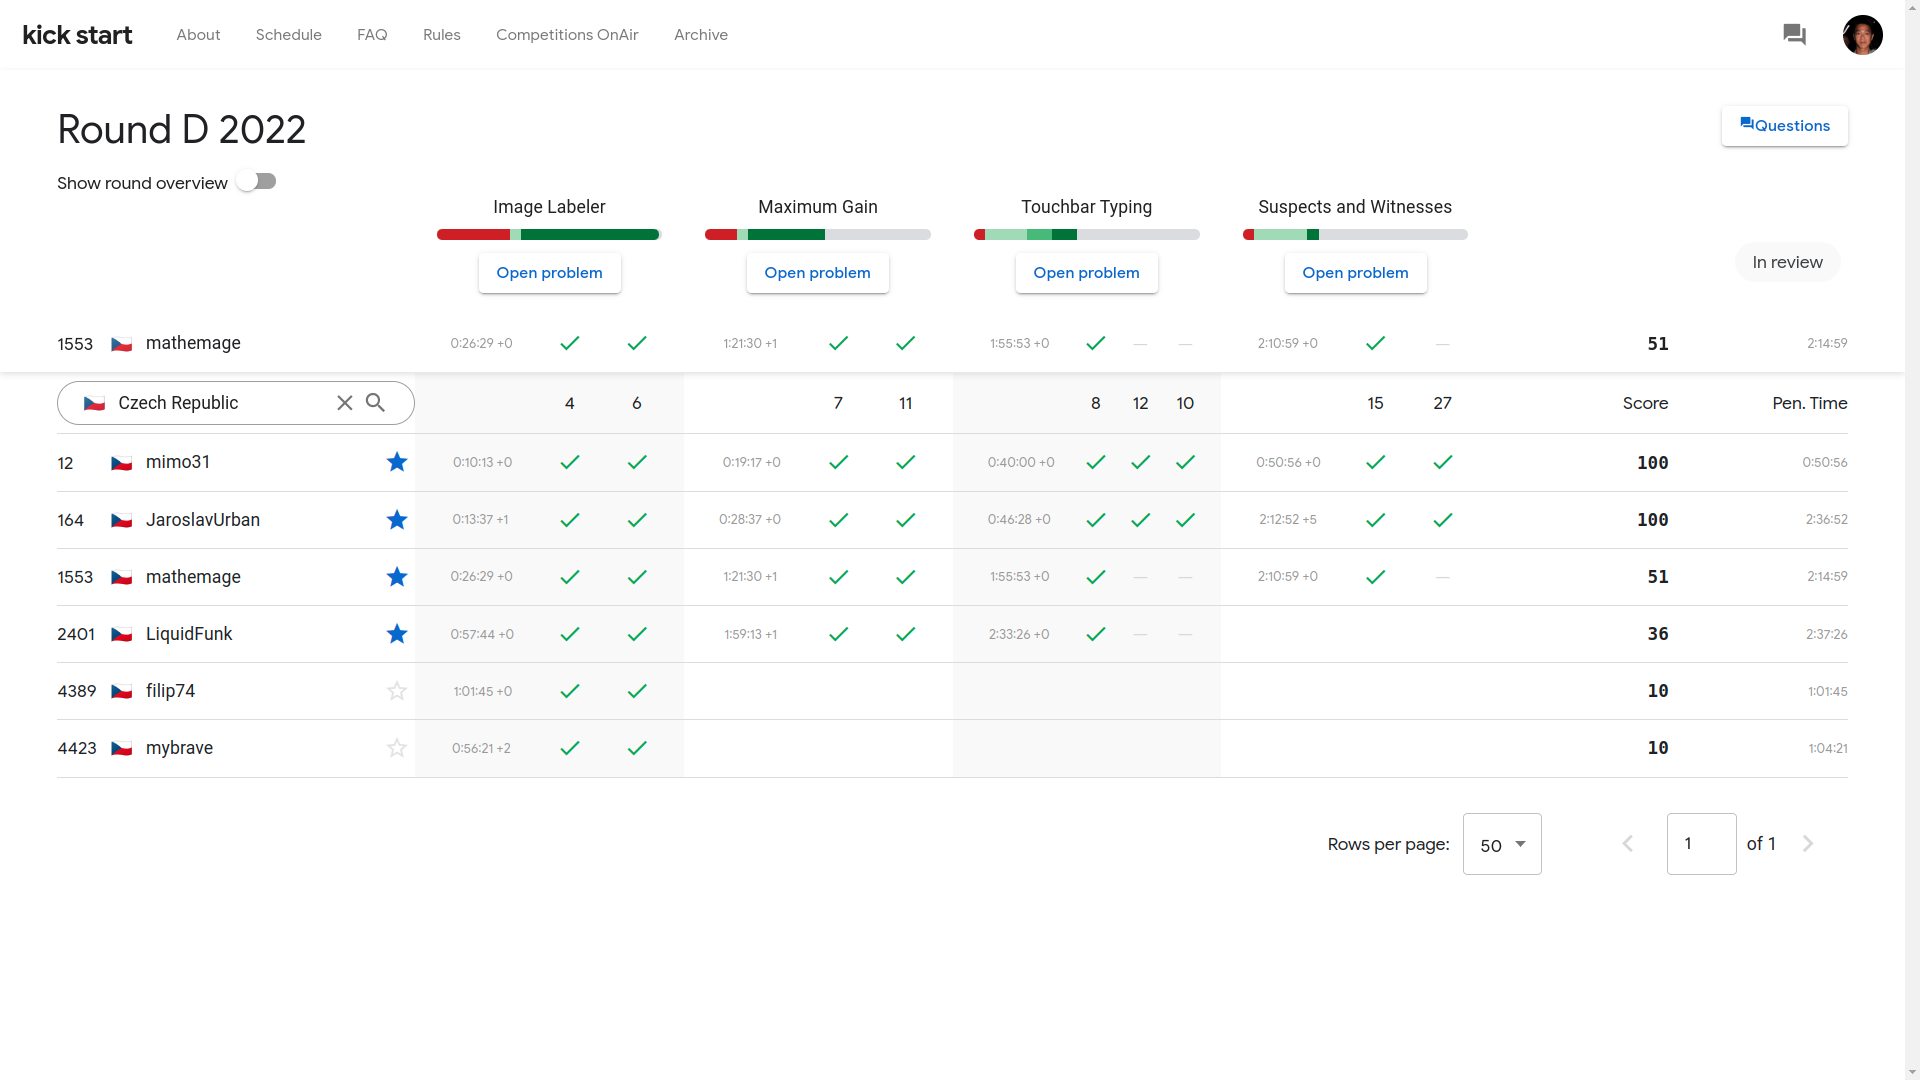 kick start About Schedule FAQ Rules Competitions OnAir Archive
Round D 2022
Questions
Show round overview
Image Labeler Maximum Gain Touchbar Typing Suspects and Witnesses
Open problem Open problem Open problem Open problem
In review
1553 mathemage 0:26:29 +0 1:21:30 +1 1:55:53 +0 2:10:59 +0 51 2:14:59
Czech Republic 4 6 7 11 8 12 10 15 27 Score Pen. Time
12 mimo31 0:10:13 +0 0:19:17 +0 0:40:00 +0 0:50:56 +0 100 0:50:56
164 JaroslavUrban 0:13:37 +1 0:28:37 +0 0:46:28 +0 2:12:52 +5 100 2:36:52
1553 mathemage 0:26:29 +0 1:21:30 +1 1:55:53 +0 2:10:59 +0 51 2:14:59
2401 LiquidFunk 0:57:44 +0 1:59:13 +1 2:33:26 +0 36 2:37:26
4389 filip74 1:01:45 +0 10 1:01:45
4423 mybrave 0:56:21 +2 10 1:04:21
Rows per page: 50 1 of 1